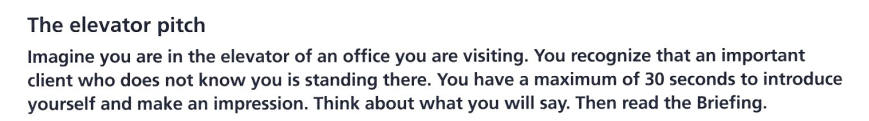 The elevator pitch
Imagine you are in the elevator of an office you are visiting. You recognize that an important
client who does not know you is standing there. You have a maximum of 30 seconds to introduce
yourself and make an impression. Think about what you will say. Then read the Briefing.